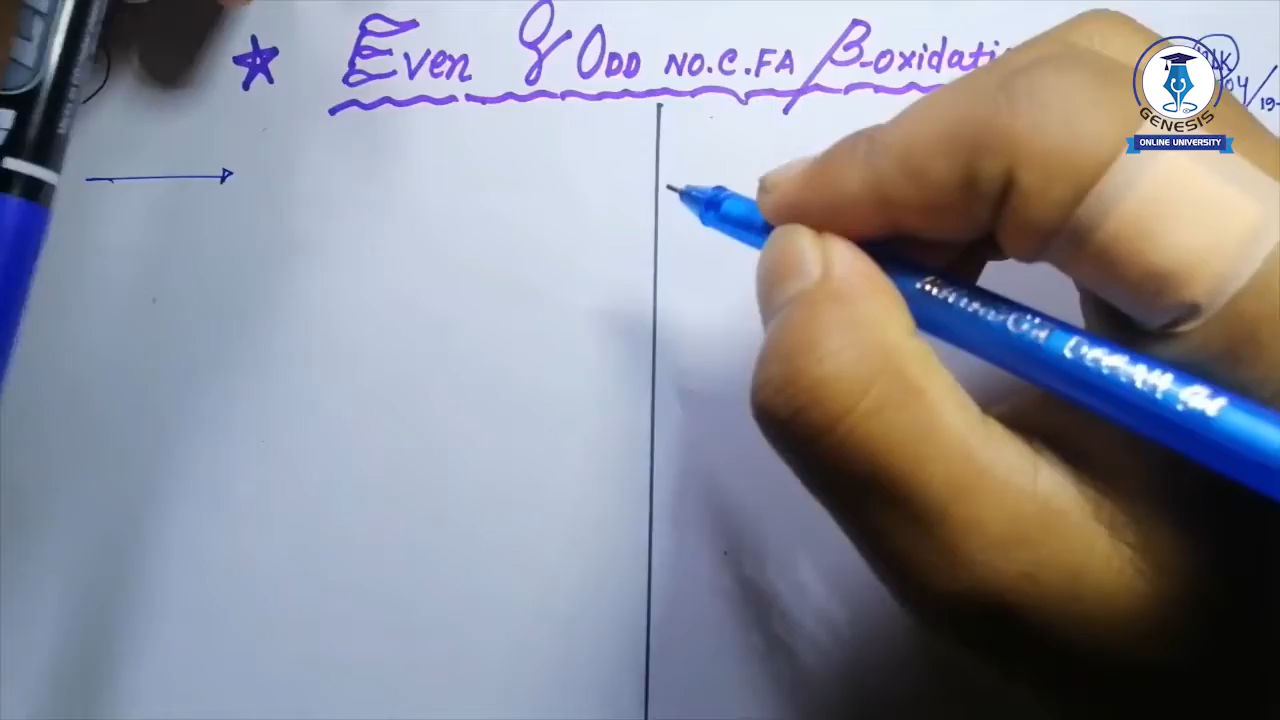 ★ Even & Odd no. C. FA β-oxidati
GENESIS
ONLINE UNIVERSITY